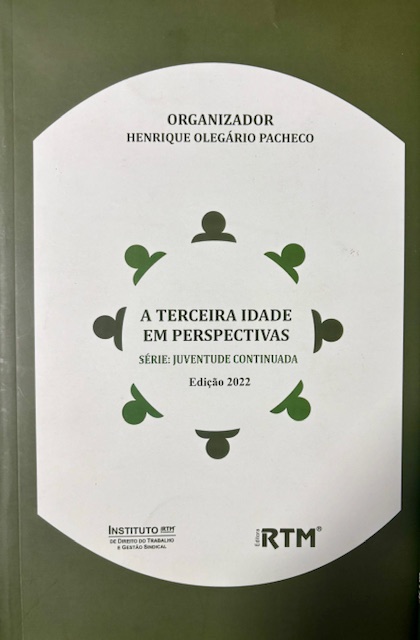 ORGANIZADOR
HENRIQUE OLEGÁRIO PACHECO
A TERCEIRA IDADE
EM PERSPECTIVAS
SÉRIE: JUVENTUDE CONTINUADA
Edição 2022
INSTITUTO RTM®
DE DIREITO DO TRABALHO
E GESTÃO SINDICAL
Editora
RTM®